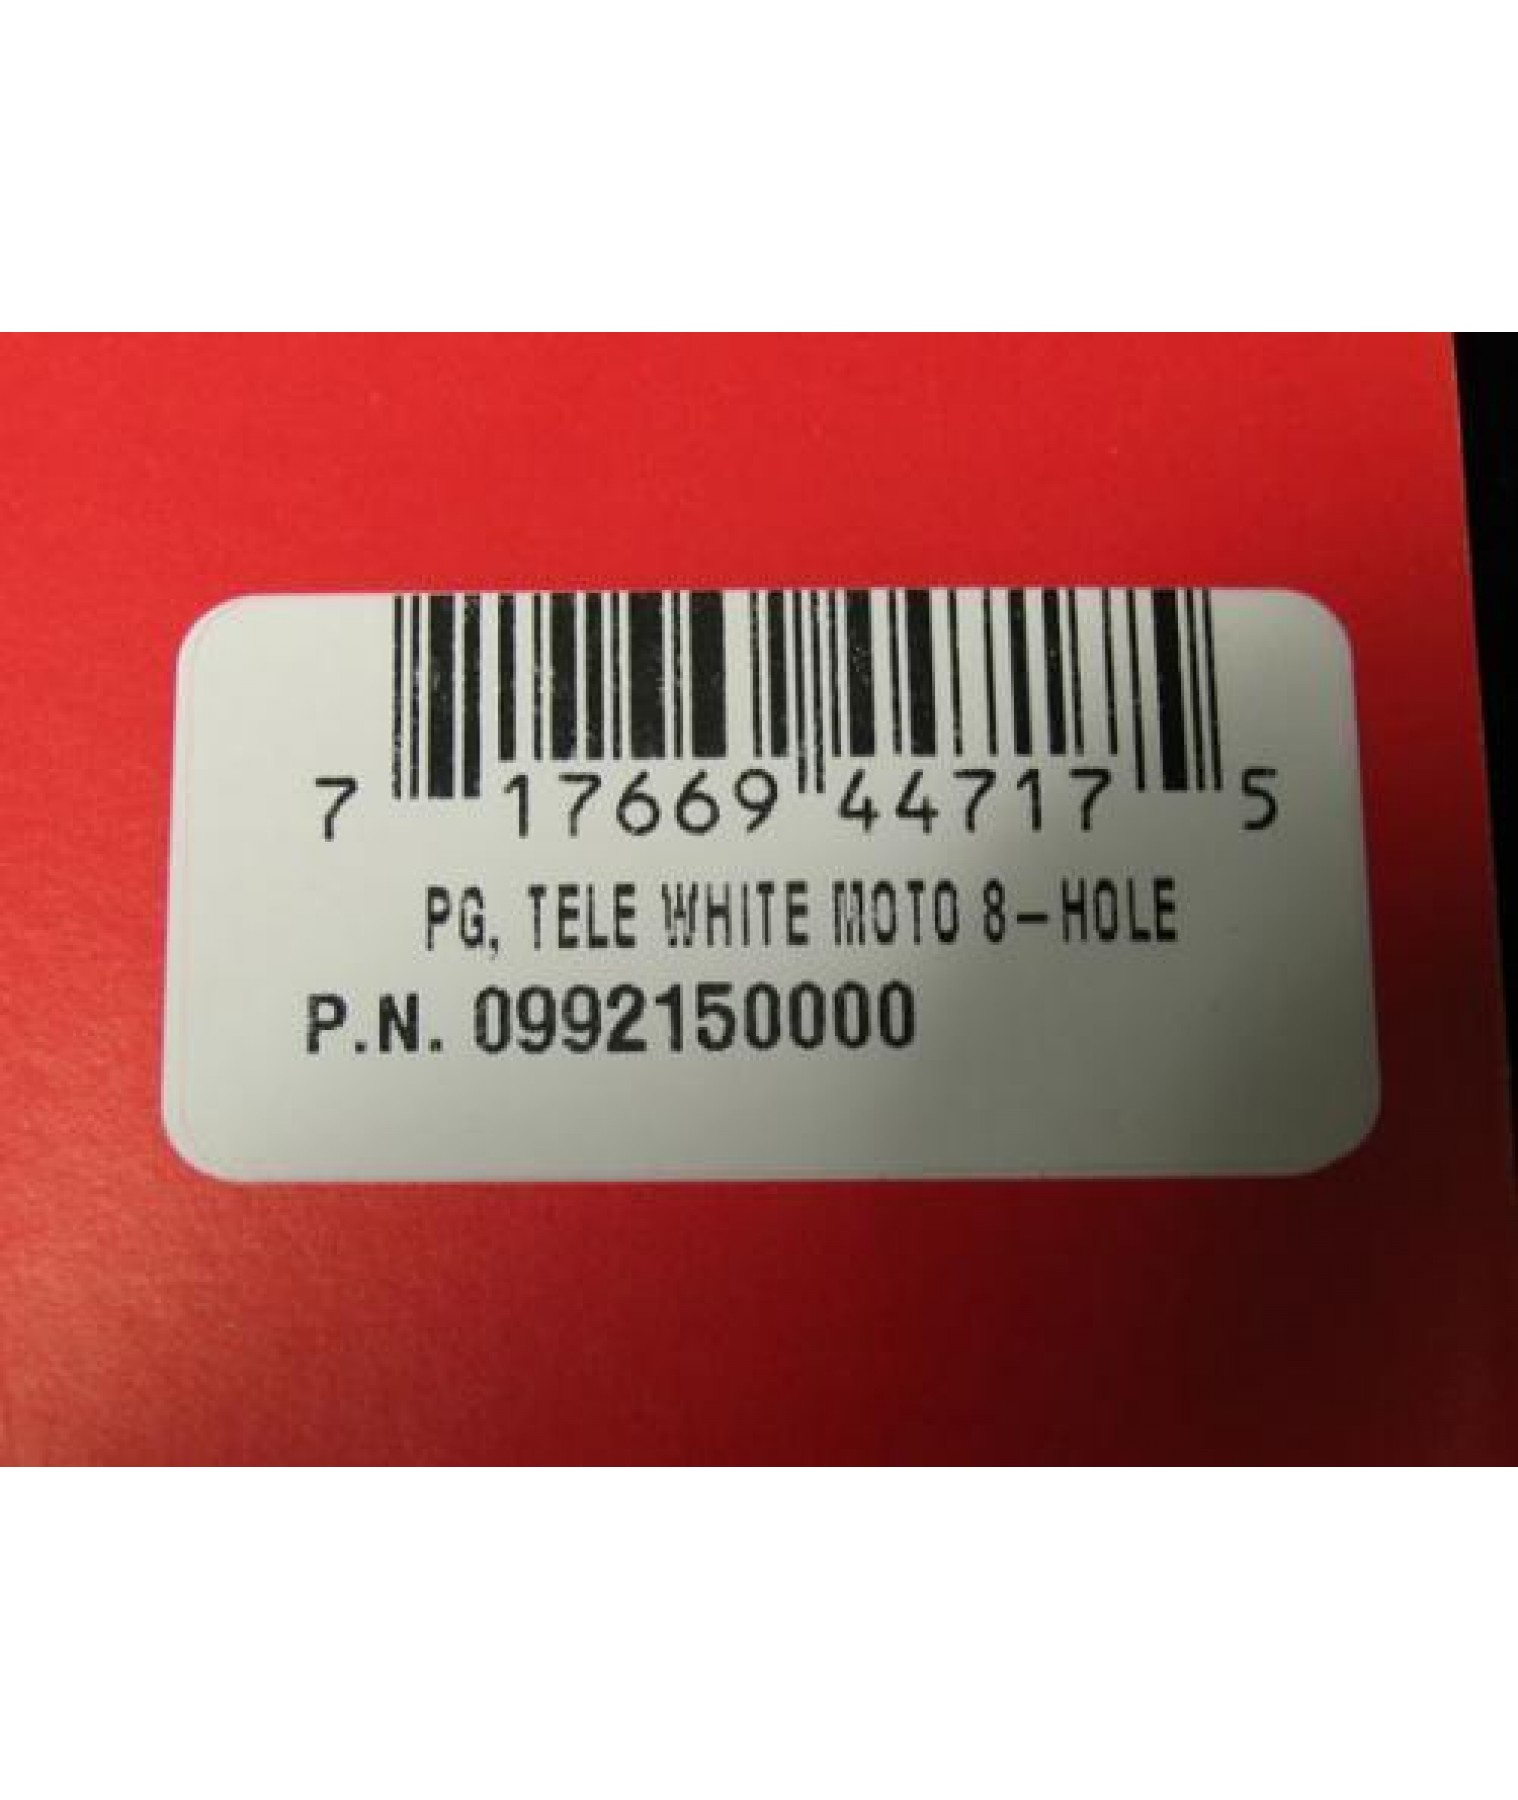 7 17669 44717 5
PG, TELE WHITE MOTO 8-HOLE
P.N. 0992150000